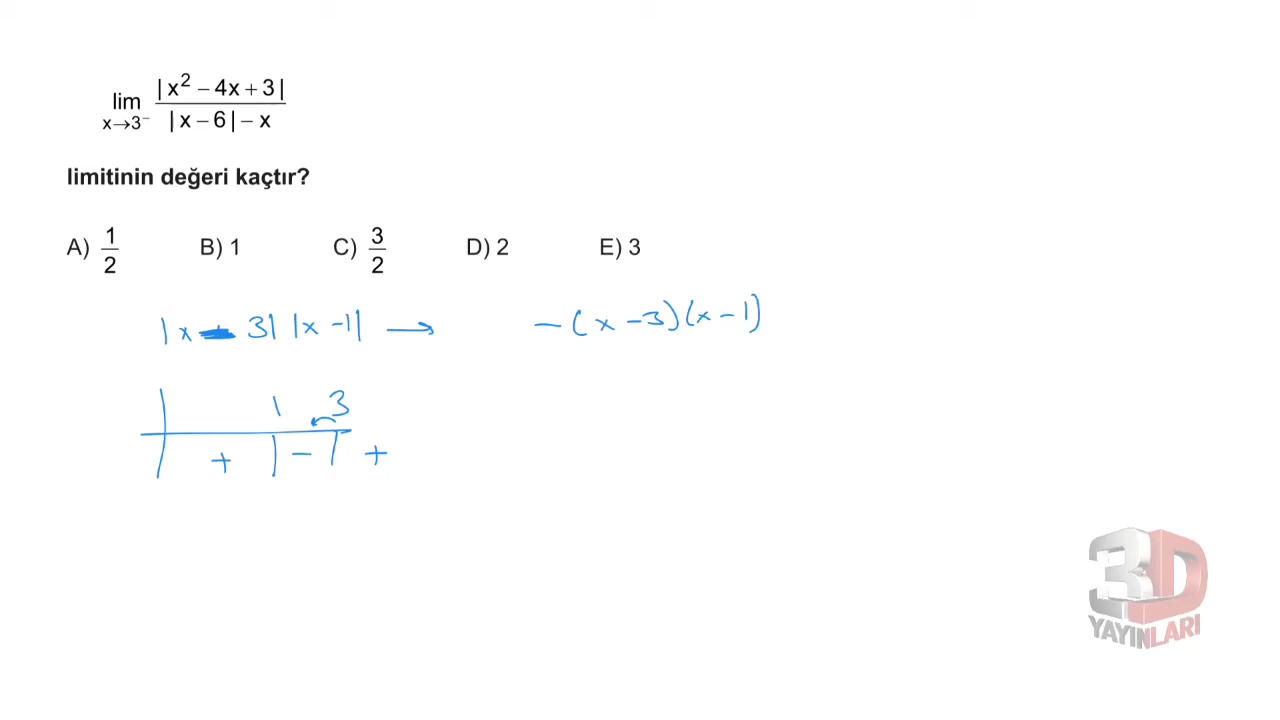 lim x→3⁻ |x² − 4x + 3| / (|x − 6| − x)
limitinin değeri kaçtır?
A) 1/2 B) 1 C) 3/2 D) 2 E) 3
|x - 3| |x - 1| → - (x - 3)(x - 1)
1 3
+ | - | +
3D
YAYINLARI